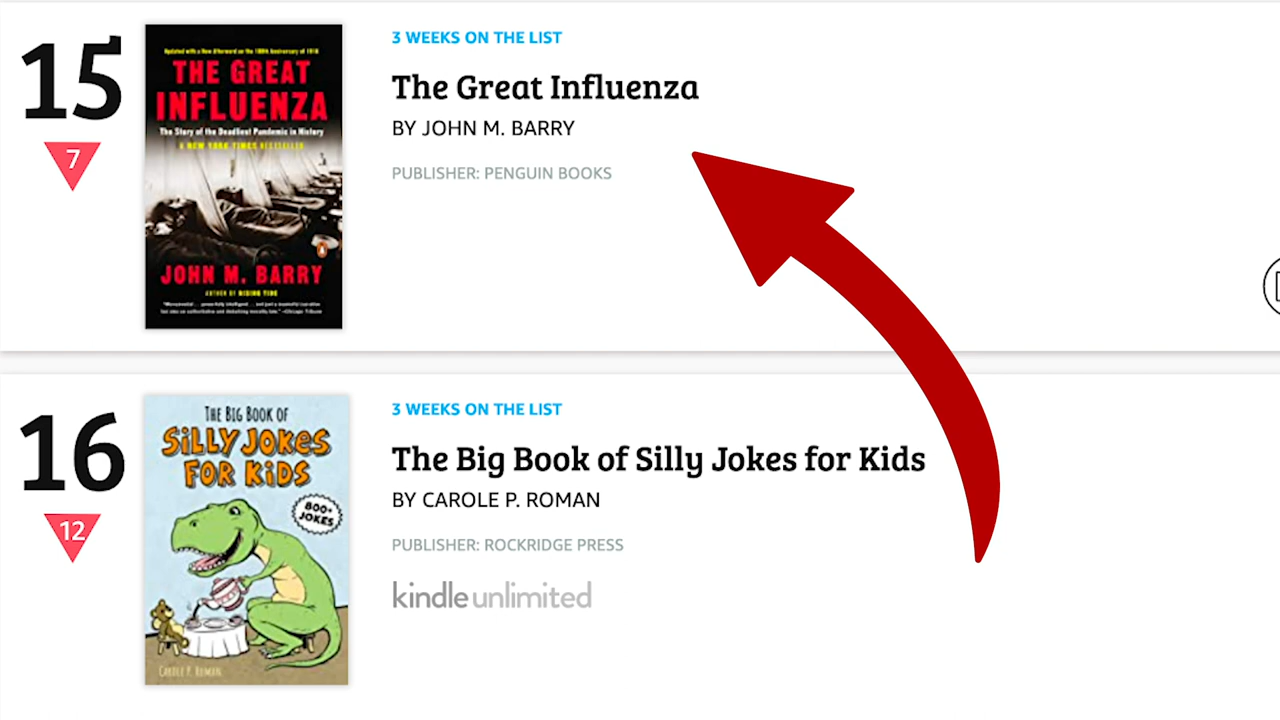 15
7
Updated with a New Afterword on the 100th Anniversary of 1918
THE GREAT
INFLUENZA
The Story of the Deadliest Pandemic in History
A NEW YORK TIMES BESTSELLER
JOHN M. BARRY
AUTHOR OF RISING TIDE
3 WEEKS ON THE LIST
The Great Influenza
BY JOHN M. BARRY
PUBLISHER: PENGUIN BOOKS
16
12
THE BIG BOOK OF
SILLY JOKES
FOR KIDS
800+
JOKES
CAROLE P. ROMAN
3 WEEKS ON THE LIST
The Big Book of Silly Jokes for Kids
BY CAROLE P. ROMAN
PUBLISHER: ROCKRIDGE PRESS
kindle unlimited